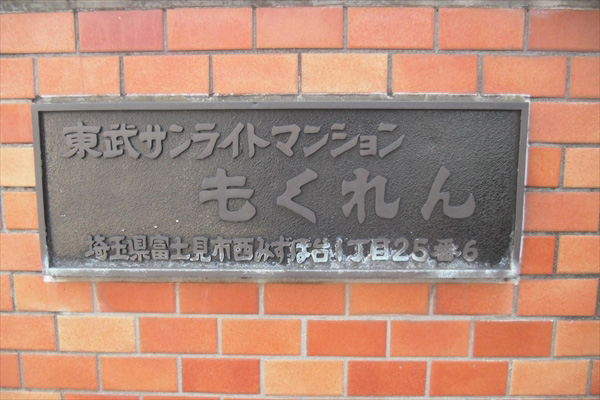 東武サンライトマンション
もくれん
埼玉県富士見市西みずほ台1丁目25番6